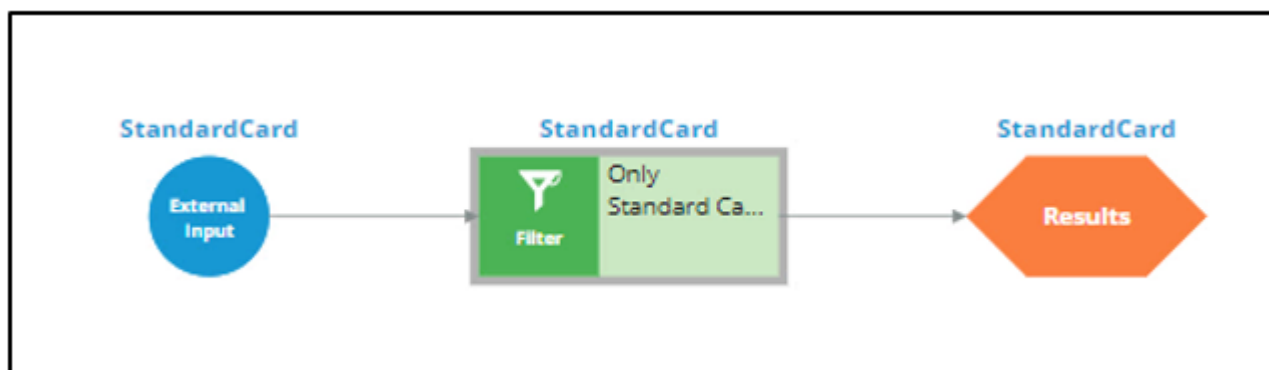 StandardCard
StandardCard
StandardCard
External
Input
Filter
Only
Standard Ca...
Results